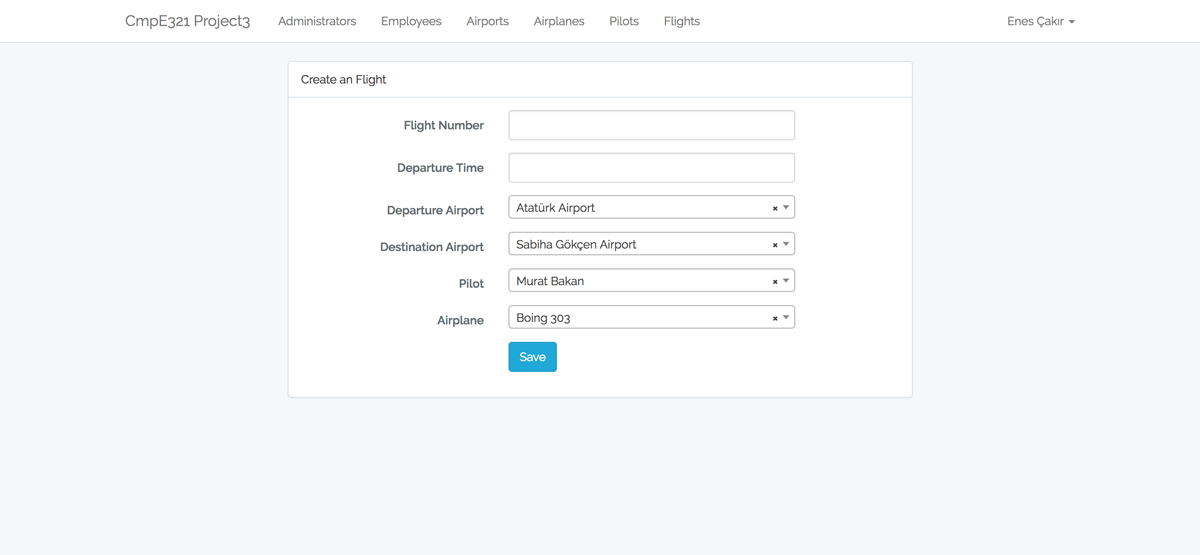 CmpE321 Project3 Administrators Employees Airports Airplanes Pilots Flights Enes Çakır
Create an Flight
Flight Number
Departure Time
Departure Airport Atatürk Airport × 
Destination Airport Sabiha Gökçen Airport ×
Pilot Murat Bakan ×
Airplane Boing 303 ×
Save